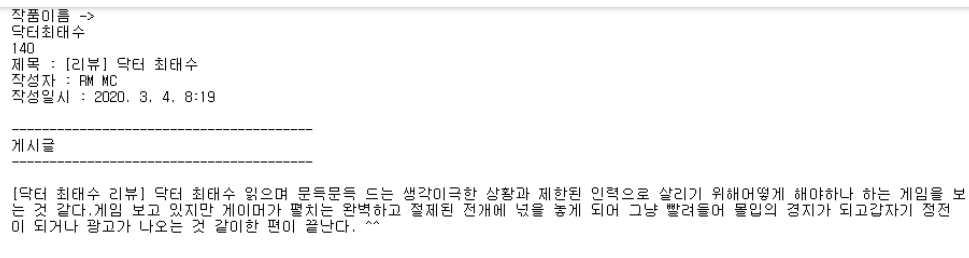 작품이름 ->
닥터최태수
140
제목 : [리뷰] 닥터 최태수
작성자 : RM MC
작성일시 : 2020. 3. 4. 8:19
----------------------------------------
게시글
----------------------------------------
[닥터 최태수 리뷰] 닥터 최태수 읽으며 문득문득 드는 생각이극한 상황과 제한된 인력으로 살리기 위해어떻게 해야하나 하는 게임을 보
는 것 같다.게임 보고 있지만 게이머가 펼치는 완벽하고 절제된 전개에 넋을 놓게 되어 그냥 빨려들어 몰입의 경지가 되고갑자기 정전
이 되거나 광고가 나오는 것 같이한 편이 끝난다. ^^